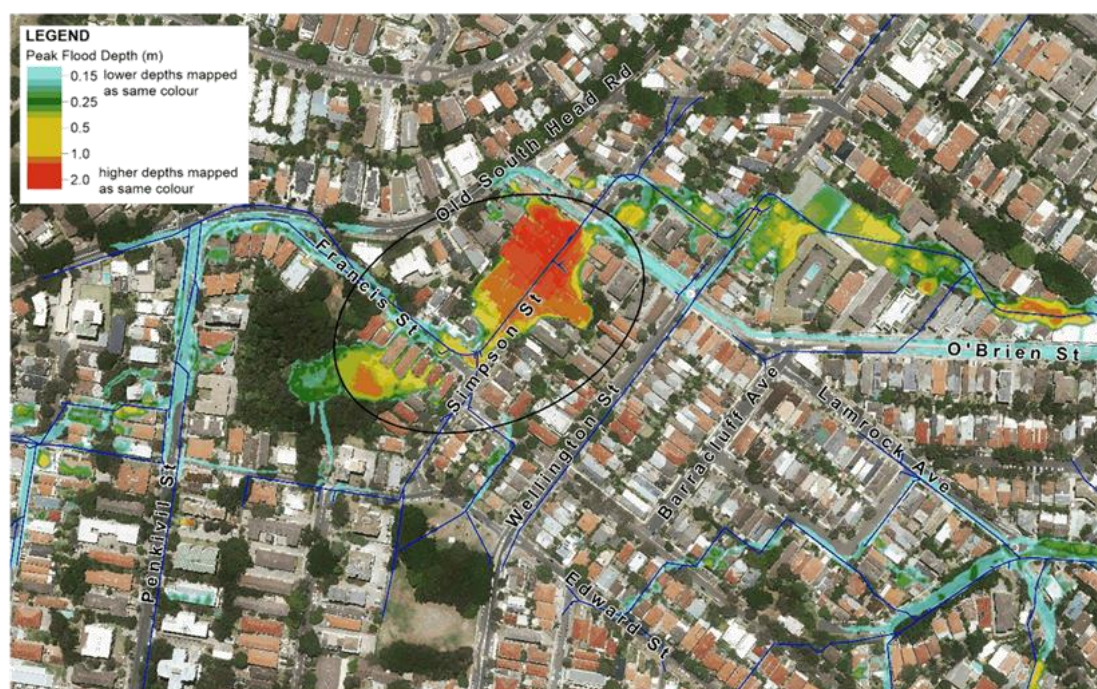 LEGEND
Peak Flood Depth (m)
0.15 lower depths mapped
as same colour
0.25
0.5
1.0
higher depths mapped
2.0 as same colour
Old South Head Rd
Francis St
Simpson St
O'Brien St
Penkivil St
Wellington St
Barracluff Ave
Lamrock Ave
Edward St